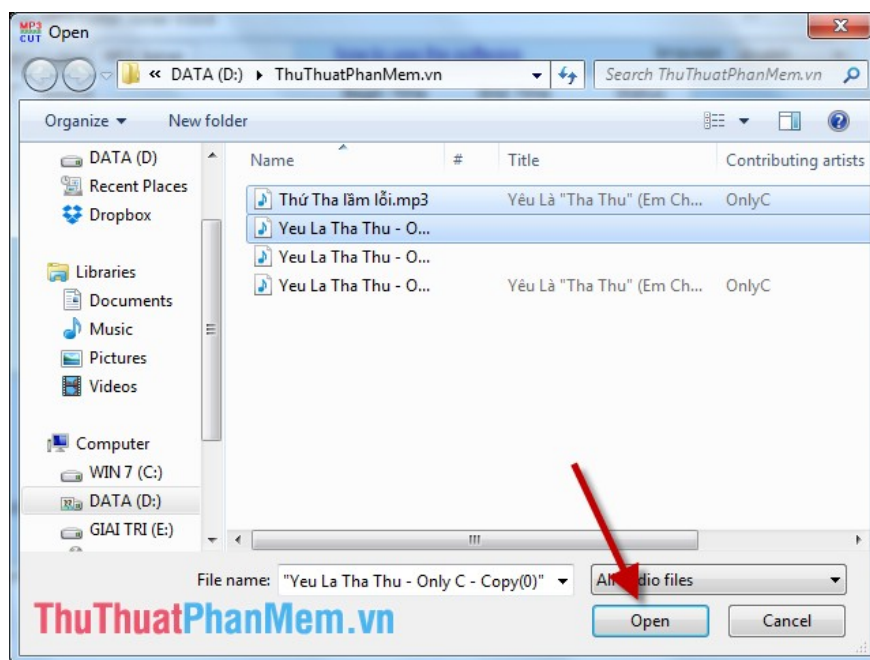 MP3 CUT Open
« DATA (D:) ▸ ThuThuatPhanMem.vn Search ThuThuatPhanMem.vn
Organize New folder
DATA (D)
Recent Places
Dropbox
Libraries
Documents
Music
Pictures
Videos
Computer
WIN 7 (C:)
DATA (D:)
GIAI TRI (E:)
Name # Title Contributing artists
Thứ Tha lầm lỗi.mp3 Yêu Là "Tha Thu" (Em Ch... OnlyC
Yeu La Tha Thu - O...
Yeu La Tha Thu - O...
Yeu La Tha Thu - O... Yêu Là "Tha Thu" (Em Ch... OnlyC
File name: "Yeu La Tha Thu - Only C - Copy(0)" files
ThuThuatPhanMem.vn
Open Cancel